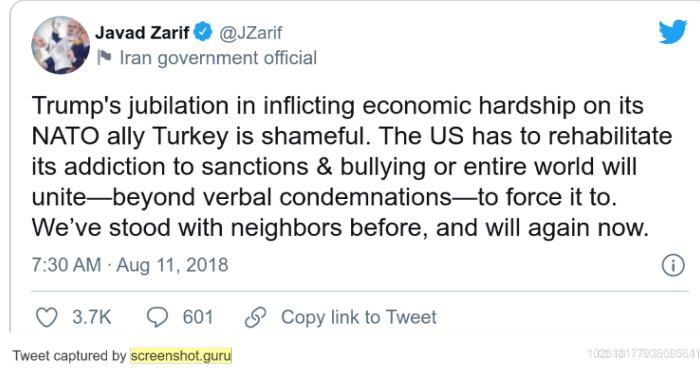 Javad Zarif @JZarif
Iran government official
Trump's jubilation in inflicting economic hardship on its
NATO ally Turkey is shameful. The US has to rehabilitate
its addiction to sanctions & bullying or entire world will
unite—beyond verbal condemnations—to force it to.
We’ve stood with neighbors before, and will again now.
7:30 AM · Aug 11, 2018
3.7K 601 Copy link to Tweet
Tweet captured by screenshot.guru